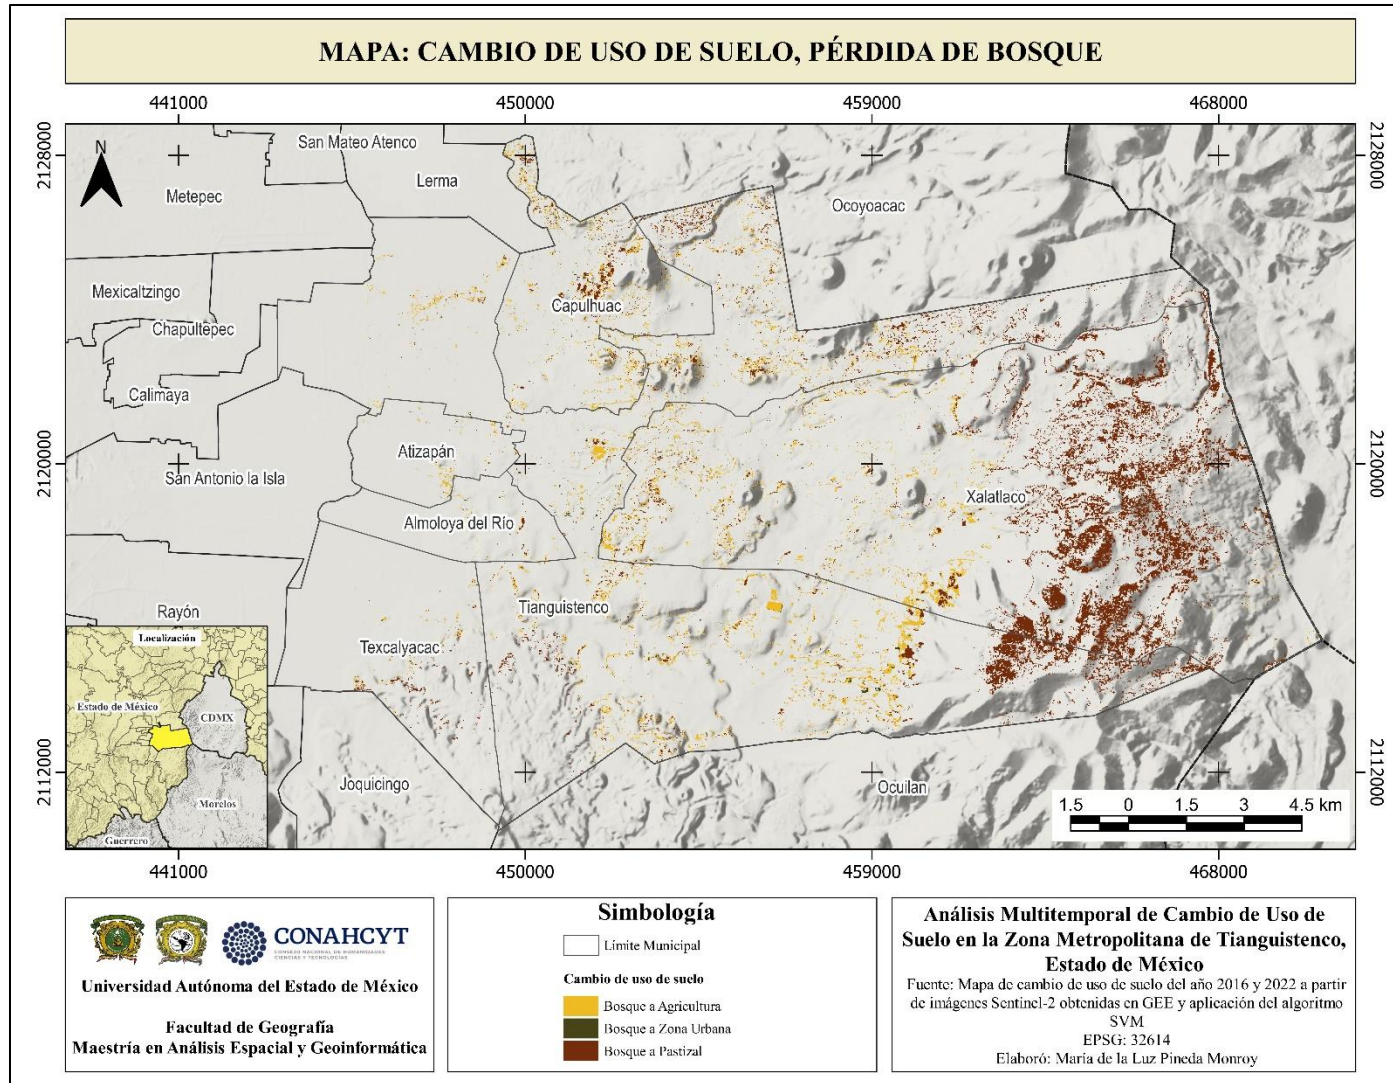 MAPA: CAMBIO DE USO DE SUELO, PÉRDIDA DE BOSQUE
441000
450000
459000
468000
2128000
2128000
N
San Mateo Atenco
Lerma
Metepec
Ocoyoacac
Mexicaltzingo
Capulhuac
Chapultepec
Calimaya
Atizapán
2120000
2120000
San Antonio la Isla
Xalatlaco
Almoloya del Río
Rayón
Tianguistenco
Texcalyacac
Localización
Estado de México
CDMX
Morelos
Guerrero
2112000
2112000
Joquicingo
Ocuilan
1.5 0 1.5 3 4.5 km
441000
450000
459000
468000
CONAHCYT
CONSEJO NACIONAL DE HUMANIDADES
CIENCIAS Y TECNOLOGÍAS
Universidad Autónoma del Estado de México
Facultad de Geografía
Maestría en Análisis Espacial y Geoinformática
Simbología
Límite Municipal
Cambio de uso de suelo
Bosque a Agricultura
Bosque a Zona Urbana
Bosque a Pastizal
Análisis Multitemporal de Cambio de Uso de
Suelo en la Zona Metropolitana de Tianguistenco,
Estado de México
Fuente: Mapa de cambio de uso de suelo del año 2016 y 2022 a partir
de imágenes Sentinel-2 obtenidas en GEE y aplicación del algoritmo
SVM
EPSG: 32614
Elaboró: María de la Luz Pineda Monroy